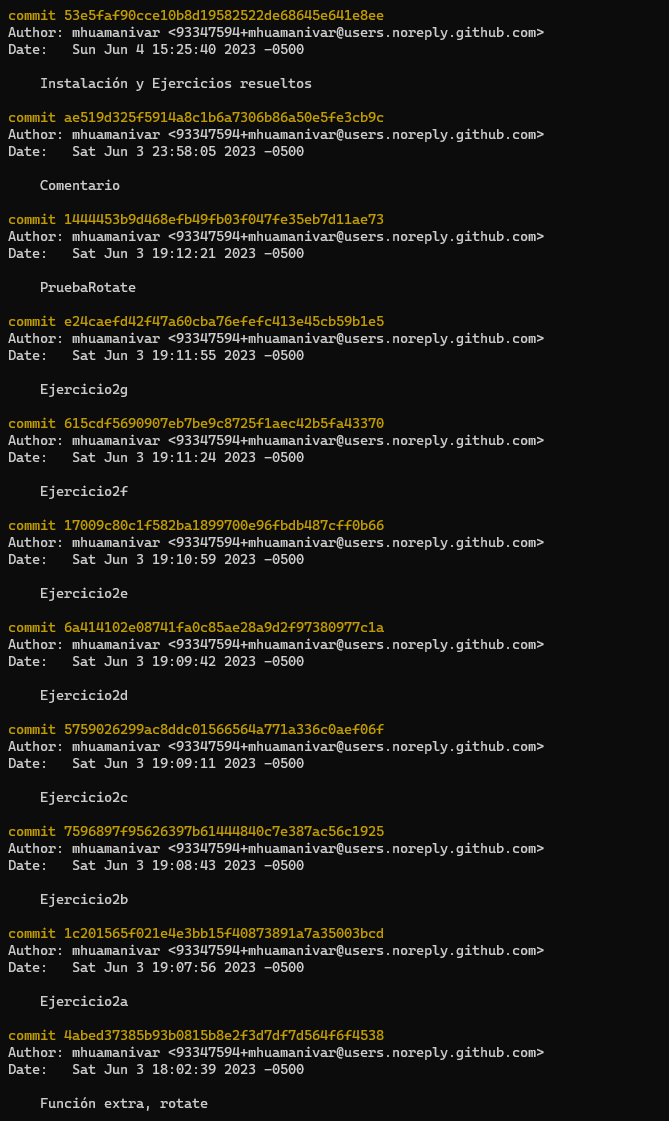 commit 53e5faf90cce10b8d19582522de68645e641e8ee
Author: mhuamanivar <93347594+mhuamanivar@users.noreply.github.com>
Date:   Sun Jun 4 15:25:40 2023 -0500
Instalación y Ejercicios resueltos
commit ae519d325f5914a8c1b6a7306b86a50e5fe3cb9c
Author: mhuamanivar <93347594+mhuamanivar@users.noreply.github.com>
Date:   Sat Jun 3 23:58:05 2023 -0500
Comentario
commit 1444453b9d468efb49fb03f047fe35eb7d11ae73
Author: mhuamanivar <93347594+mhuamanivar@users.noreply.github.com>
Date:   Sat Jun 3 19:12:21 2023 -0500
PruebaRotate
commit e24caefd42f47a60cba76efefc413e45cb59b1e5
Author: mhuamanivar <93347594+mhuamanivar@users.noreply.github.com>
Date:   Sat Jun 3 19:11:55 2023 -0500
Ejercicio2g
commit 615cdf5690907eb7be9c8725f1aec42b5fa43370
Author: mhuamanivar <93347594+mhuamanivar@users.noreply.github.com>
Date:   Sat Jun 3 19:11:24 2023 -0500
Ejercicio2f
commit 17009c80c1f582ba1899700e96fbdb487cff0b66
Author: mhuamanivar <93347594+mhuamanivar@users.noreply.github.com>
Date:   Sat Jun 3 19:10:59 2023 -0500
Ejercicio2e
commit 6a414102e08741fa0c85ae28a9d2f97380977c1a
Author: mhuamanivar <93347594+mhuamanivar@users.noreply.github.com>
Date:   Sat Jun 3 19:09:42 2023 -0500
Ejercicio2d
commit 5759026299ac8ddc01566564a771a336c0aef06f
Author: mhuamanivar <93347594+mhuamanivar@users.noreply.github.com>
Date:   Sat Jun 3 19:09:11 2023 -0500
Ejercicio2c
commit 7596897f95626397b61444840c7e387ac56c1925
Author: mhuamanivar <93347594+mhuamanivar@users.noreply.github.com>
Date:   Sat Jun 3 19:08:43 2023 -0500
Ejercicio2b
commit 1c201565f021e4e3bb15f40873891a7a35003bcd
Author: mhuamanivar <93347594+mhuamanivar@users.noreply.github.com>
Date:   Sat Jun 3 19:07:56 2023 -0500
Ejercicio2a
commit 4abed37385b93b0815b8e2f3d7df7d564f6f4538
Author: mhuamanivar <93347594+mhuamanivar@users.noreply.github.com>
Date:   Sat Jun 3 18:02:39 2023 -0500
Función extra, rotate